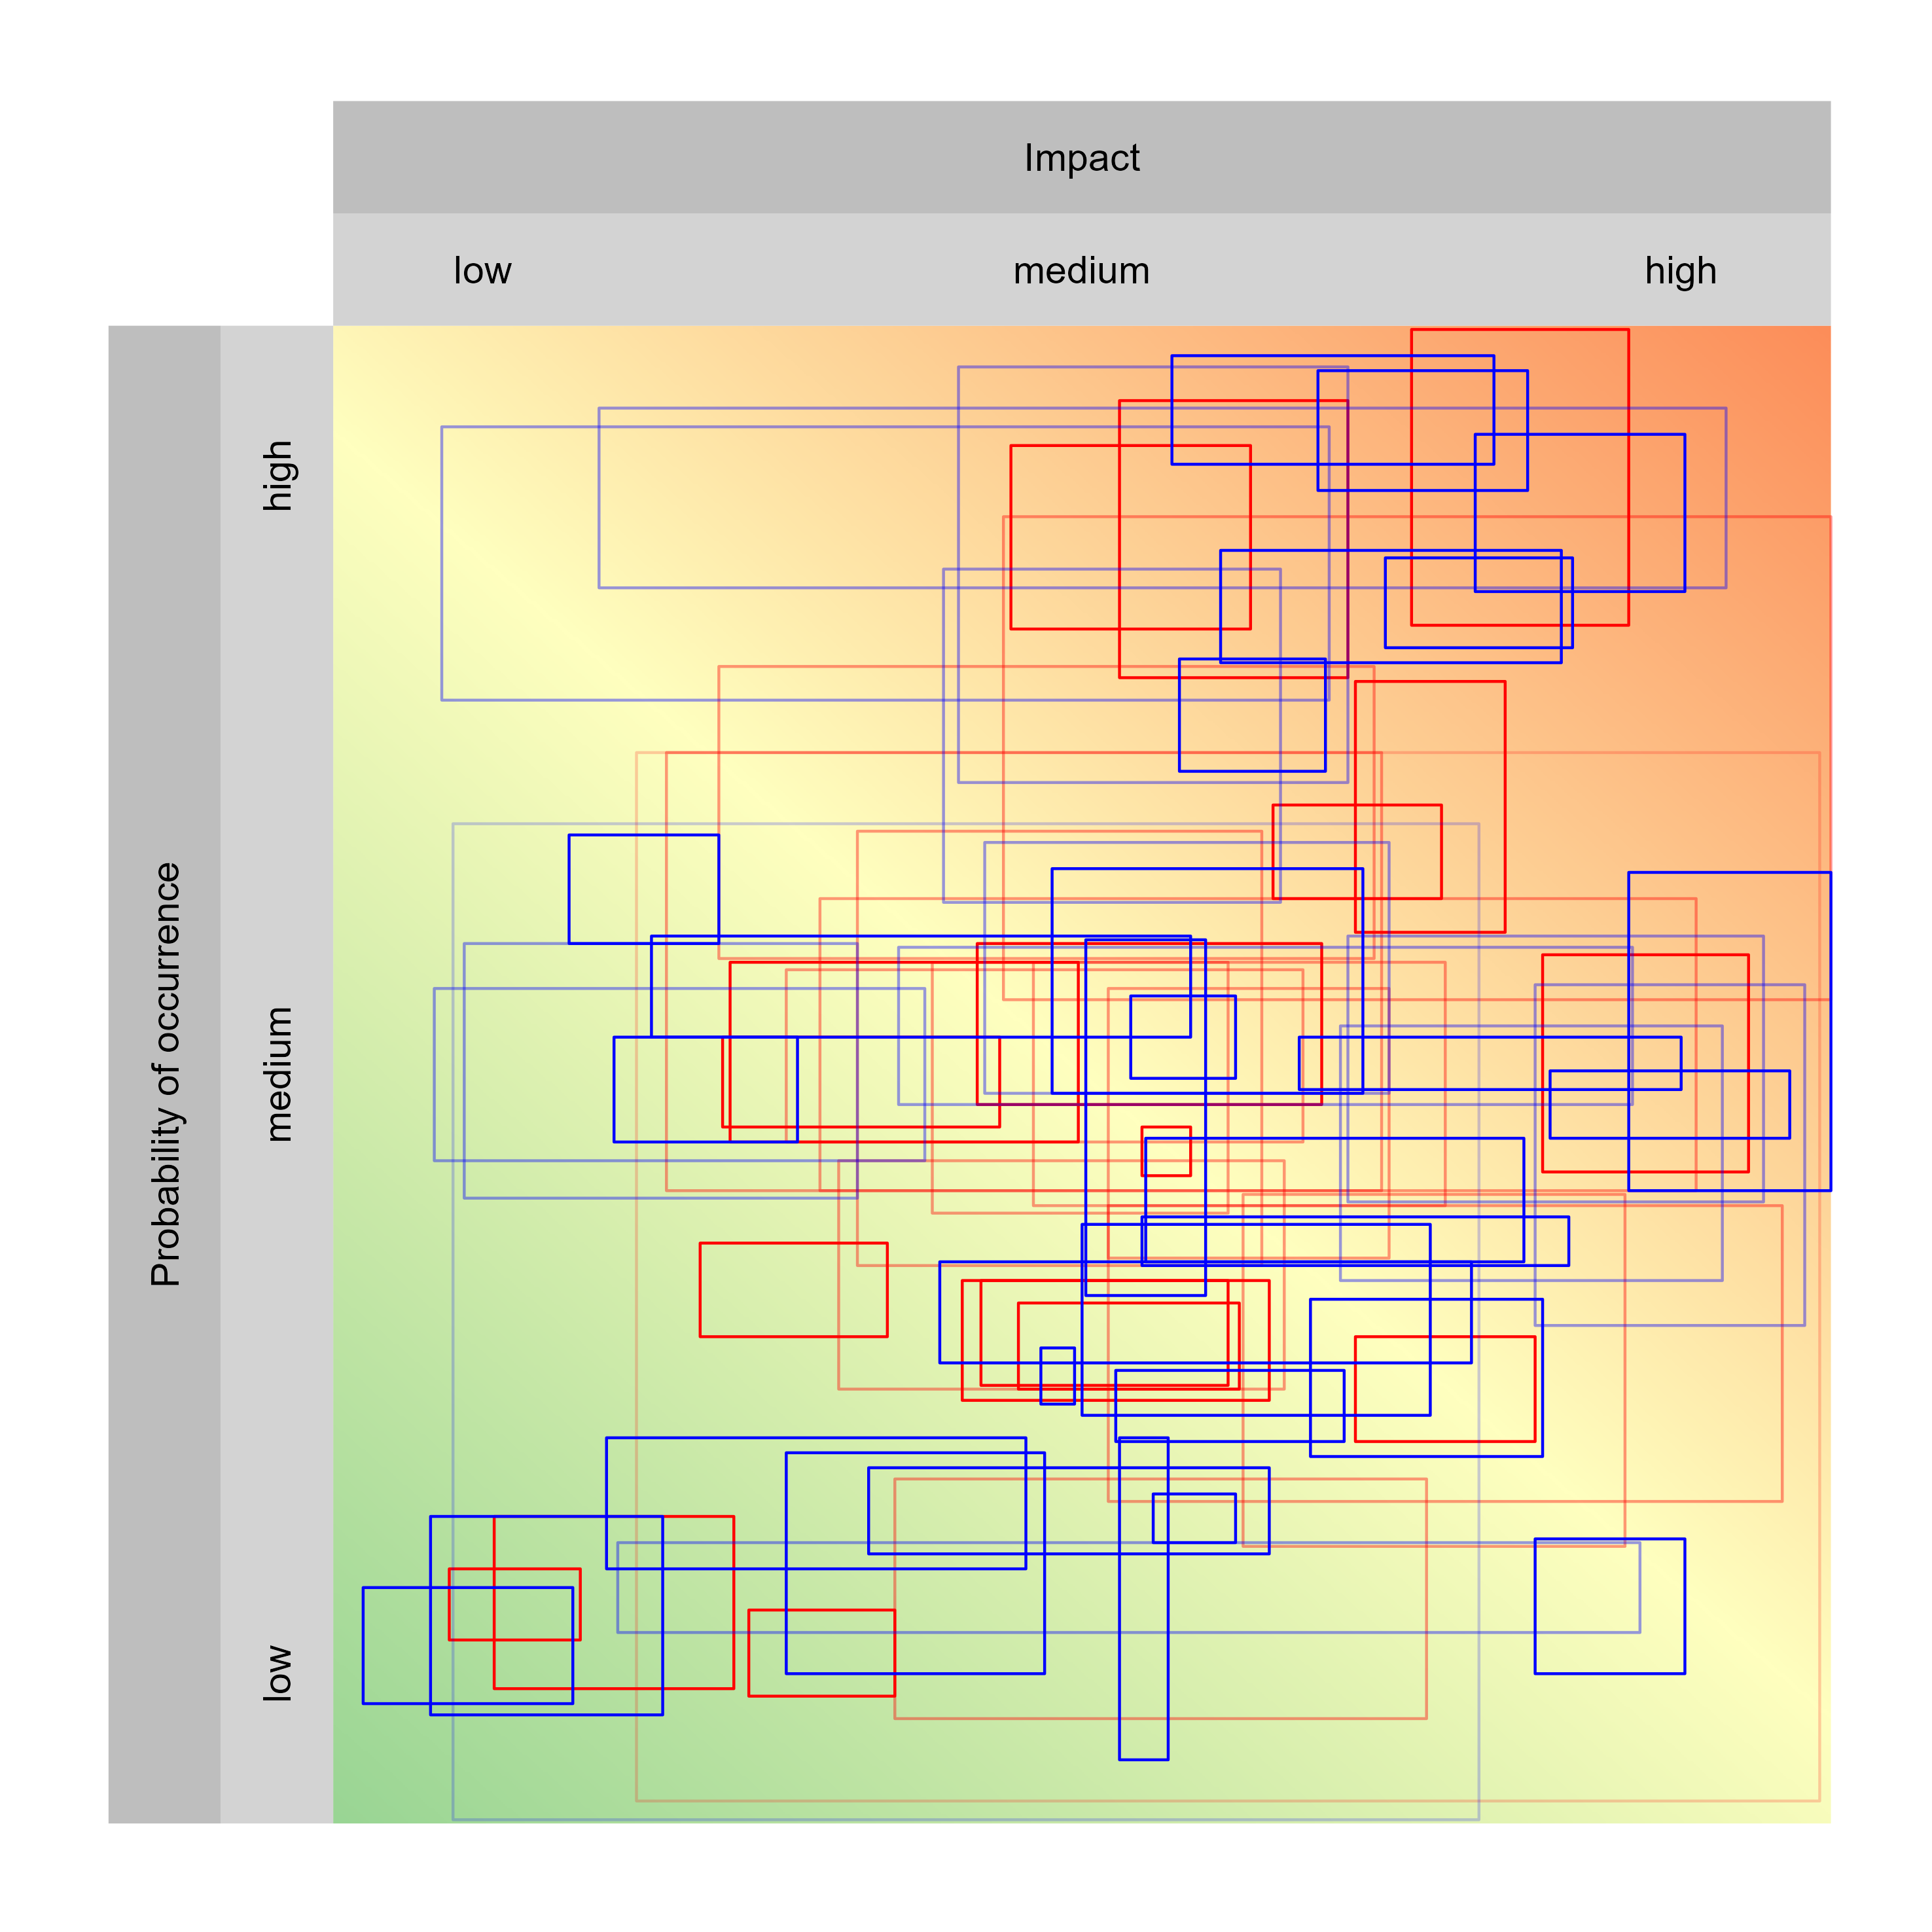 Impact
low medium high
Probability of occurrence
high
medium
low